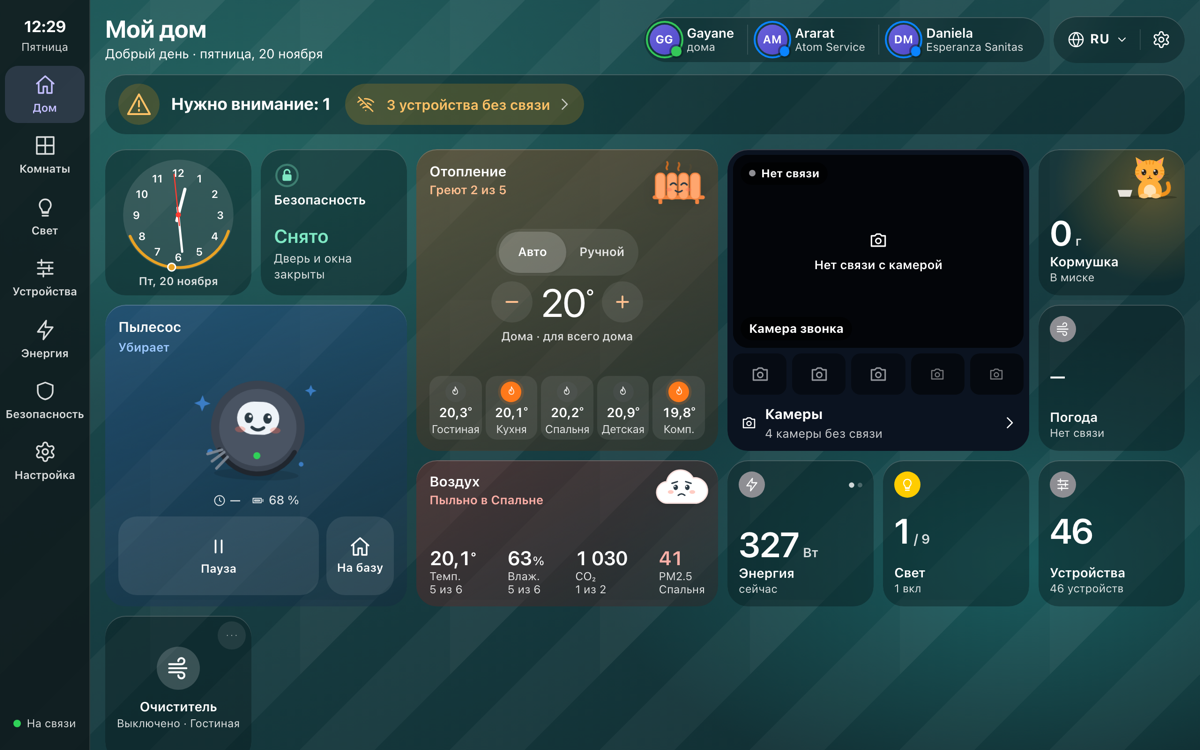 12:29
Пятница
Дом
Комнаты
Свет
Устройства
Энергия
Безопасность
Настройка
На связи
Мой дом
Добрый день · пятница, 20 ноября
GG
Gayane
дома
AM
Ararat
Atom Service
DM
Daniela
Esperanza Sanitas
RU
Нужно внимание: 1
3 устройства без связи
12
1
2
3
4
5
6
7
8
9
10
11
Пт, 20 ноября
Безопасность
Снято
Дверь и окна
закрыты
Отопление
Греют 2 из 5
Авто
Ручной
− 20° +
Дома · для всего дома
20,3°
Гостиная
20,1°
Кухня
20,2°
Спальня
20,9°
Детская
19,8°
Комп.
Нет связи
Нет связи с камерой
Камера звонка
Камеры
4 камеры без связи
0 г
Кормушка
В миске
Пылесос
Убирает
— 68 %
Пауза
На базу
—
Погода
Нет связи
Воздух
Пыльно в Спальне
20,1°
Темп.
5 из 6
63%
Влаж.
5 из 6
1 030
CO₂
1 из 2
41
PM2.5
Спальня
327 Вт
Энергия
сейчас
1 / 9
Свет
1 вкл
46
Устройства
46 устройств
...
Очиститель
Выключено · Гостиная